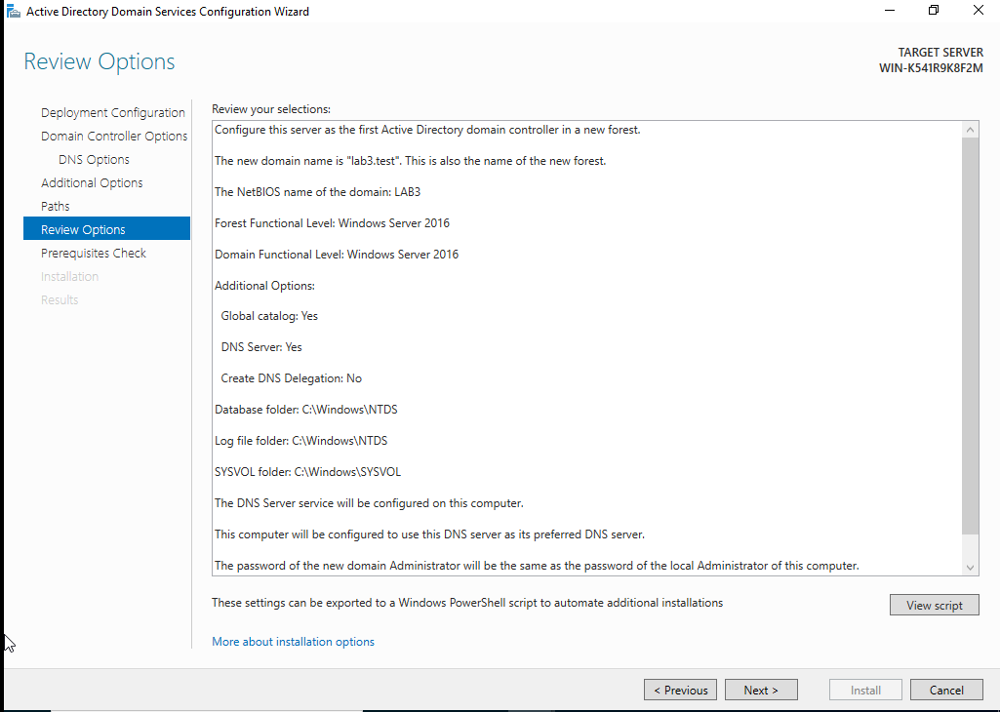 Active Directory Domain Services Configuration Wizard
Review Options
TARGET SERVER
WIN-K541R9K8F2M
Deployment Configuration
Domain Controller Options
DNS Options
Additional Options
Paths
Review Options
Prerequisites Check
Installation
Results
Review your selections:
Configure this server as the first Active Directory domain controller in a new forest.
The new domain name is "lab3.test". This is also the name of the new forest.
The NetBIOS name of the domain: LAB3
Forest Functional Level: Windows Server 2016
Domain Functional Level: Windows Server 2016
Additional Options:
Global catalog: Yes
DNS Server: Yes
Create DNS Delegation: No
Database folder: C:\Windows\NTDS
Log file folder: C:\Windows\NTDS
SYSVOL folder: C:\Windows\SYSVOL
The DNS Server service will be configured on this computer.
This computer will be configured to use this DNS server as its preferred DNS server.
The password of the new domain Administrator will be the same as the password of the local Administrator of this computer.
These settings can be exported to a Windows PowerShell script to automate additional installations
View script
More about installation options
< Previous
Next >
Install
Cancel